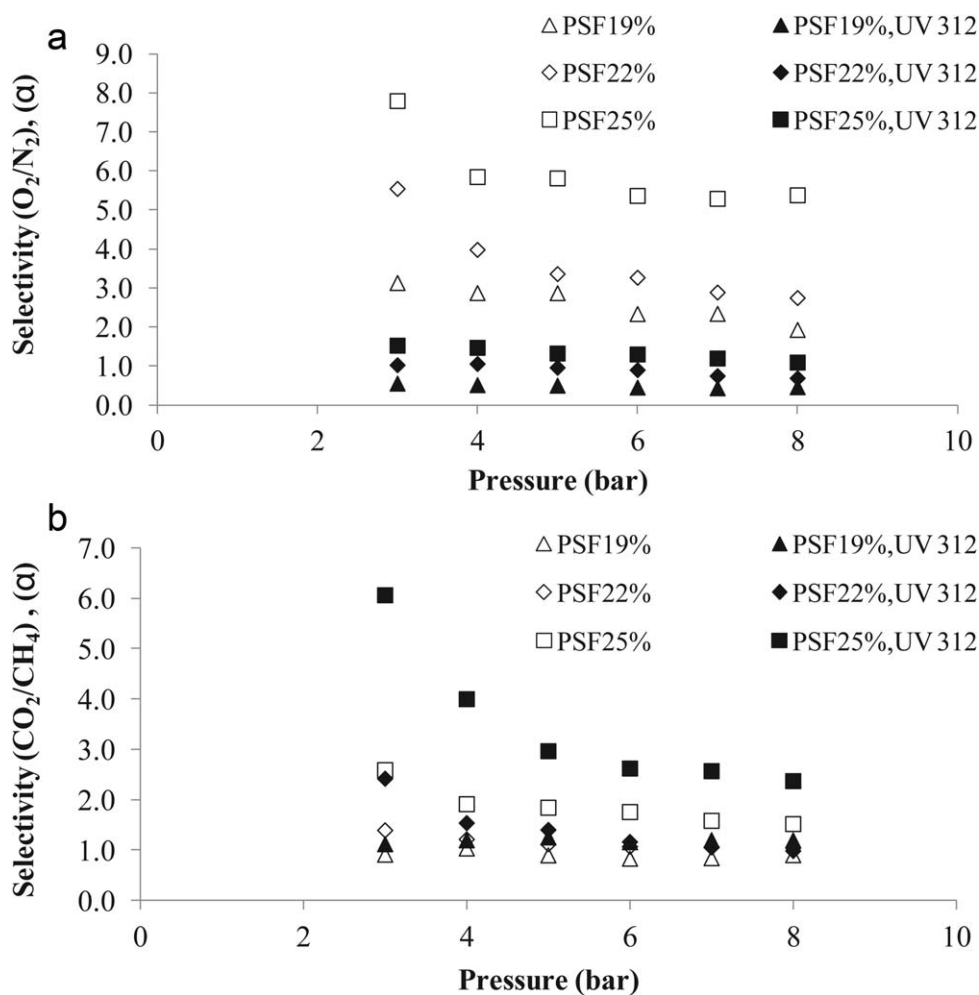 a
△PSF19% ▲PSF19%,UV 312
◇PSF22% ◆PSF22%,UV 312
□PSF25% ■PSF25%,UV 312
Selectivity (O₂/N₂), (α)
9.0
8.0
7.0
6.0
5.0
4.0
3.0
2.0
1.0
0.0
0 2 4 6 8 10
Pressure (bar)
b
△PSF19% ▲PSF19%,UV 312
◇PSF22% ◆PSF22%,UV 312
□PSF25% ■PSF25%,UV 312
Selectivity (CO₂/CH₄) , (α)
7.0
6.0
5.0
4.0
3.0
2.0
1.0
0.0
0 2 4 6 8 10
Pressure (bar)